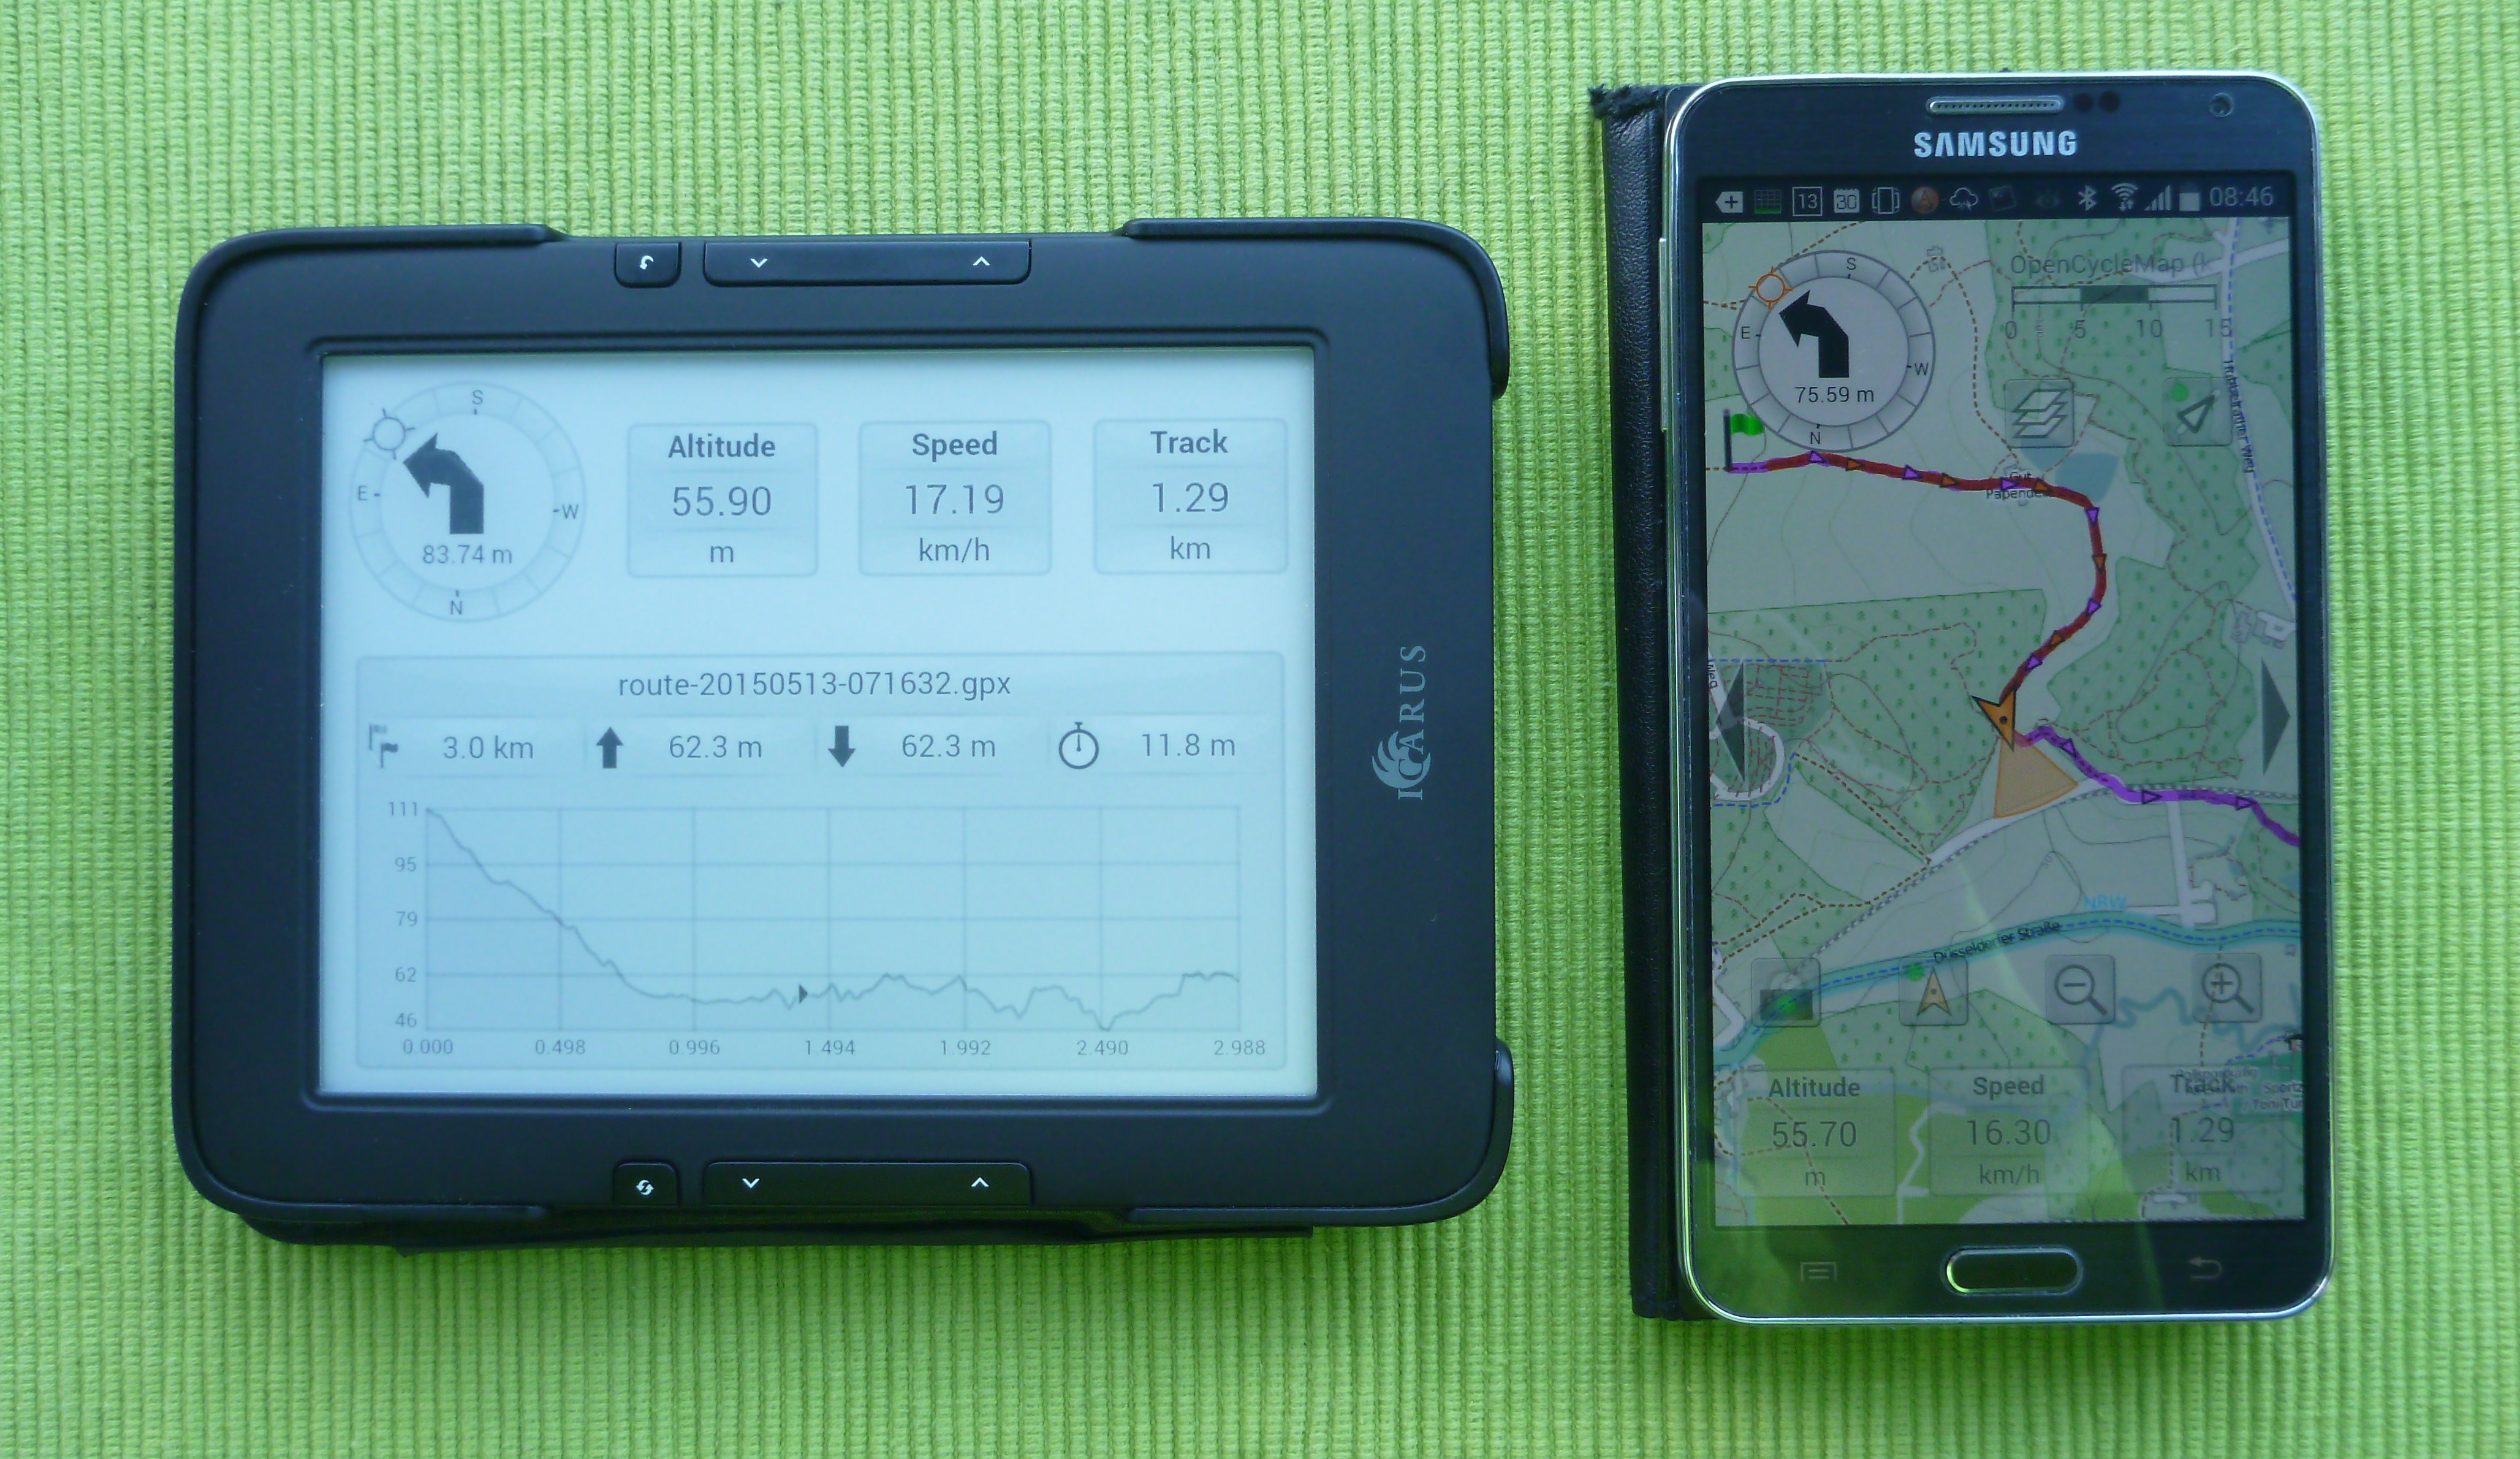 S
E
W
83.74 m
N
Altitude
55.90
m
Speed
17.19
km/h
Track
1.29
km
route-20150513-071632.gpx
3.0 km
62.3 m
62.3 m
11.8 m
111
95
79
62
46
0.000 0.498 0.996 1.494 1.992 2.490 2.988
ICARUS
SAMSUNG
13 30 08:46
OpenCycleMap (k
0 5 10 15
S
E
W
75.59 m
N
Gut
NRW
Düsseldorfer Straße
Altitude
55.70
m
Speed
16.30
km/h
Track
1.29
km